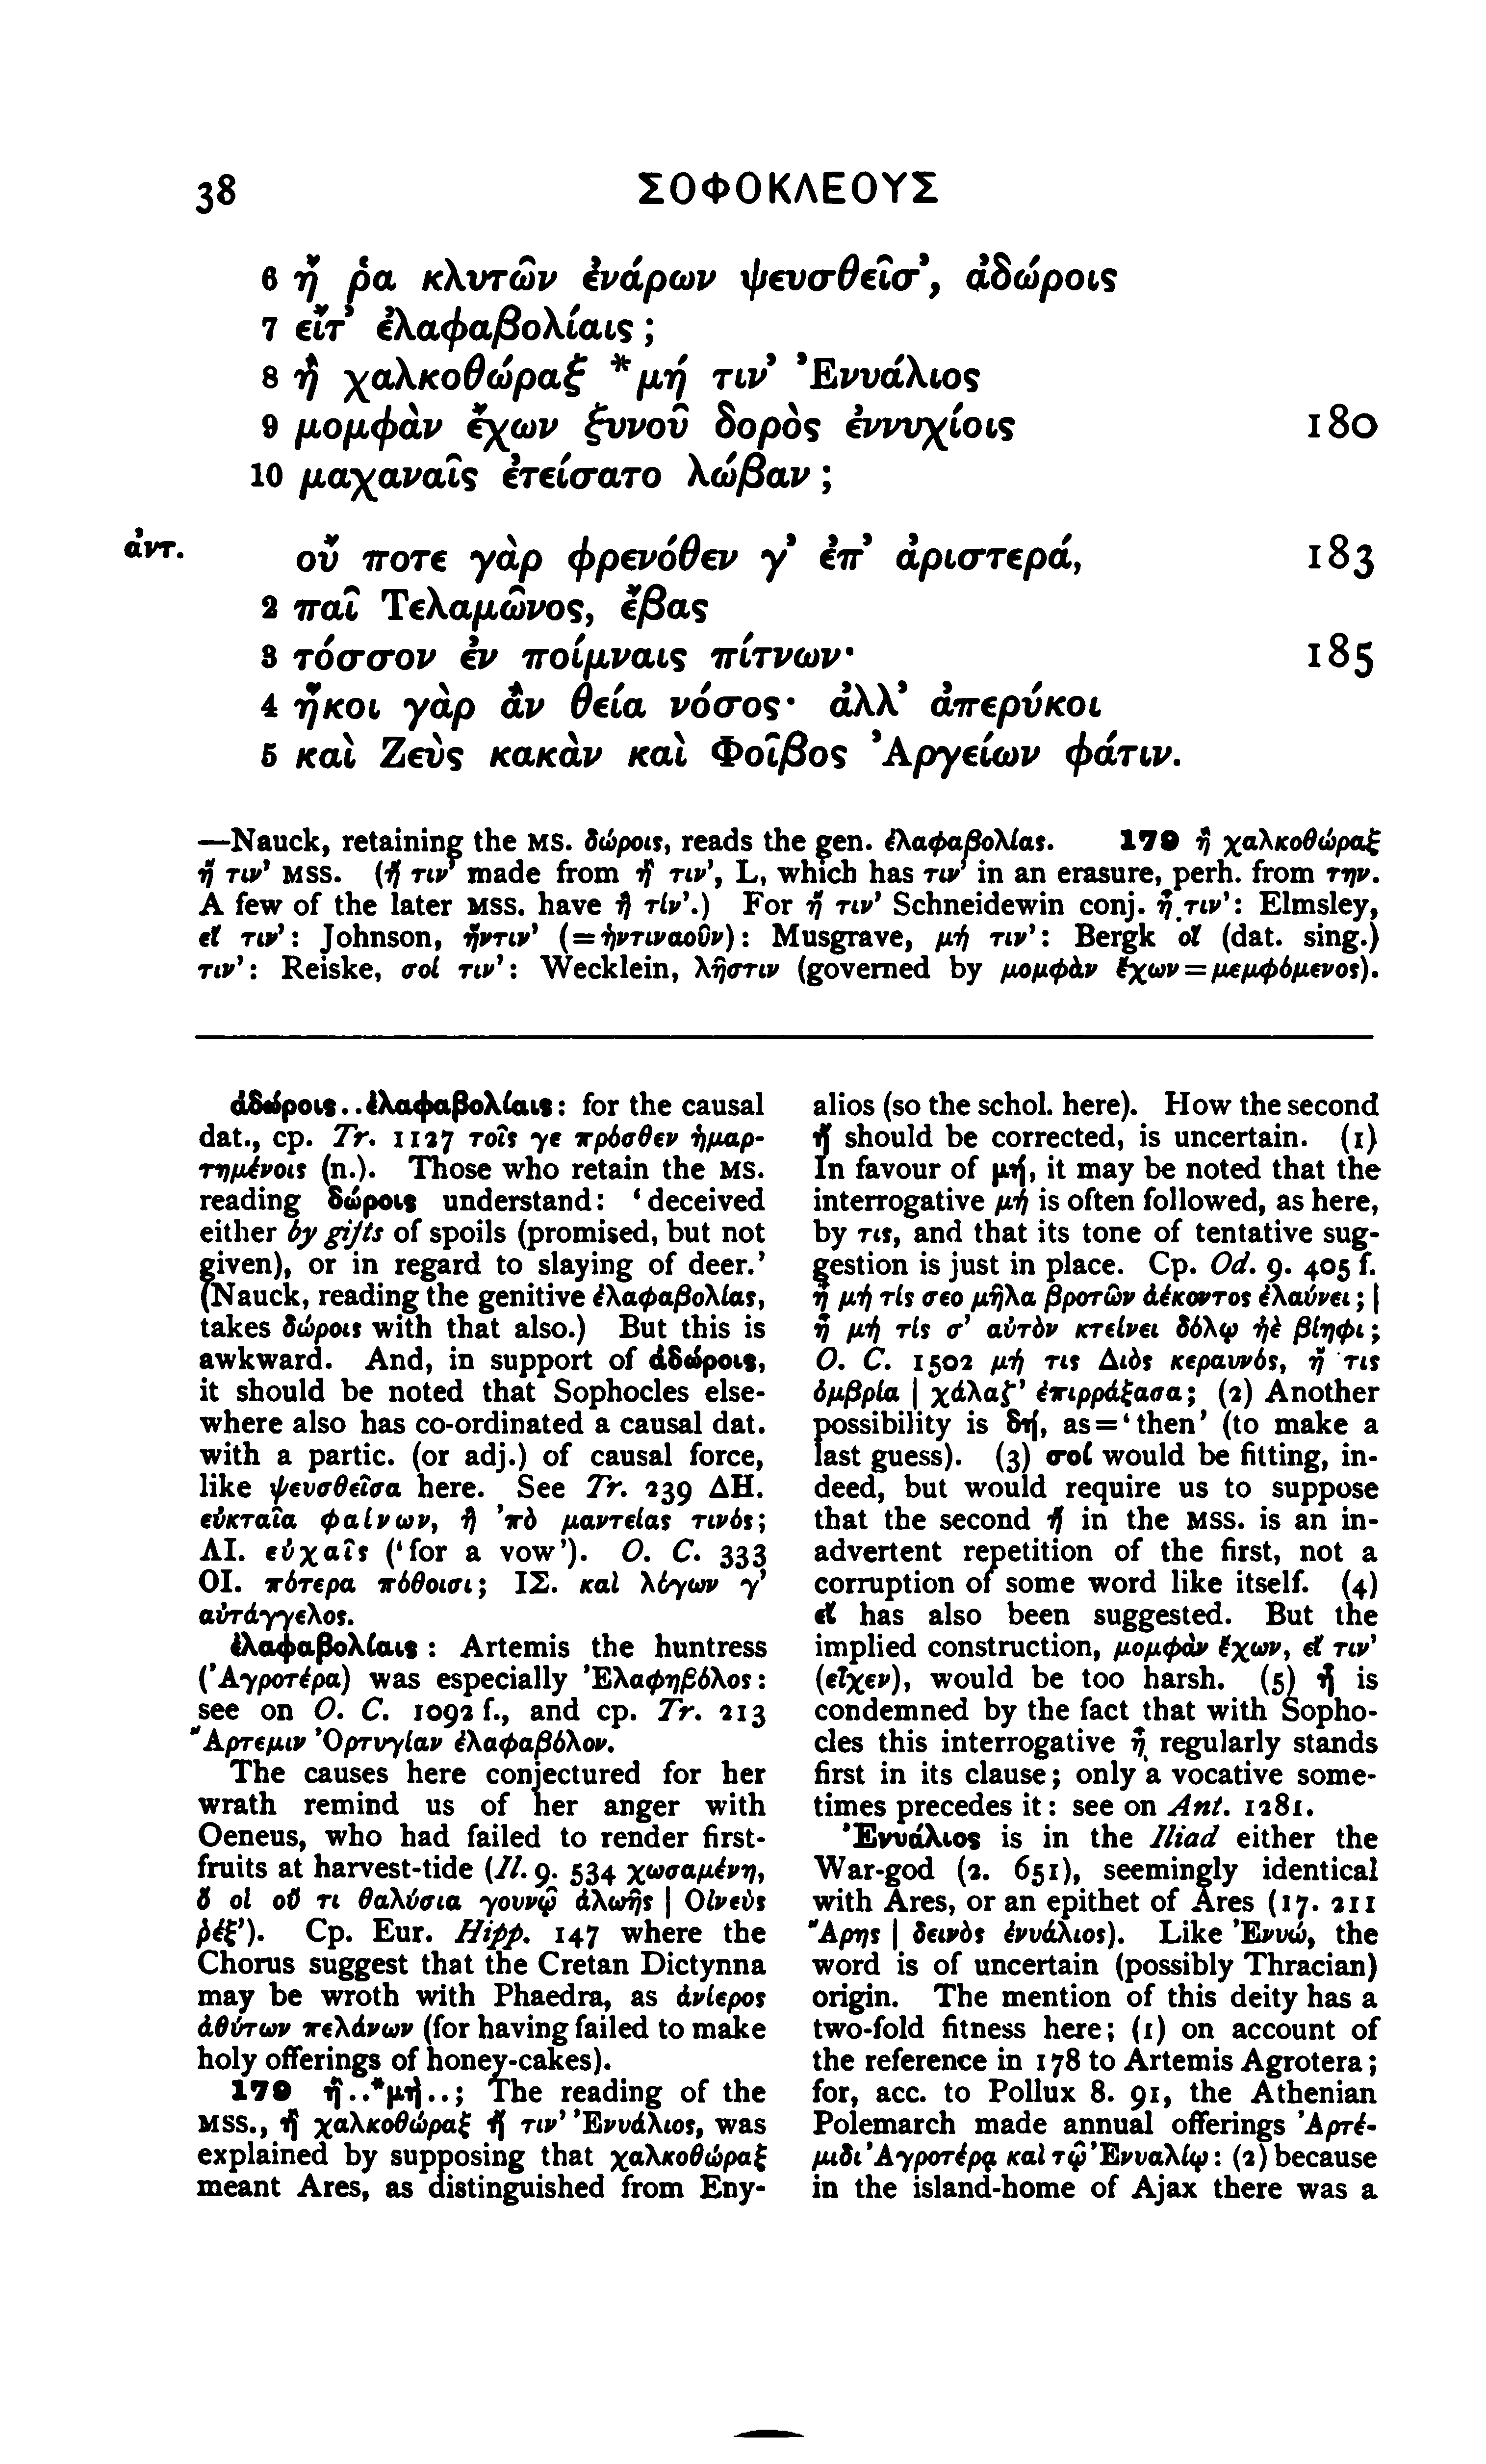 38 ΣΟΦΟΚΛΕΟΥΣ
6 ἤ ῥα κλυτῶν ἐνάρων ψευσθεῖσ’, ἀδώροις
7 εἴτ’ ἐλαφαβολίαις;
8 ἢ χαλκοθώραξ *μή τιν’ Ἐνυάλιος
9 μομφὰν ἔχων ξυνοῦ δορὸς ἐννυχίοις 180
10 μαχαναῖς ἐτείσατο λώβαν;
ἀντ. οὔ ποτε γὰρ φρενόθεν γ’ ἐπ’ ἀριστερά, 183
2 παῖ Τελαμῶνος, ἔβας
3 τόσσον ἐν ποίμναις πίτνων· 185
4 ἥκοι γὰρ ἂν θεία νόσος· ἀλλ’ ἀπερύκοι
5 καὶ Ζεὺς κακὰν καὶ Φοῖβος Ἀργείων φάτιν.
—Nauck, retaining the MS. δώροις, reads the gen. ἐλαφαβολίας. 179 ἢ χαλκοθώραξ
ἤ τιν’ MSS. (ἤ τιν’ made from ἦ τιν’, L, which has τιν’ in an erasure, perh. from την.
A few of the later MSS. have ἢ τίν’.) For ἤ τιν’ Schneidewin conj. ἦ τιν’: Elmsley,
εἴ τιν’: Johnson, ἥντιν’ (=ἡντιναοῦν): Musgrave, μή τιν’: Bergk οἵ (dat. sing.)
τιν’: Reiske, σοί τιν’: Wecklein, λῆστιν (governed by μομφὰν ἔχων=μεμφόμενος).
ἀδώροις..ἐλαφαβολίαις: for the causal
dat., cp. Tr. 1127 τοῖς γε πρόσθεν ἡμαρ-
τημένοις (n.). Those who retain the MS.
reading δώροις understand: ‘deceived
either by gifts of spoils (promised, but not
given), or in regard to slaying of deer.’
(Nauck, reading the genitive ἐλαφαβολίας,
takes δώροις with that also.) But this is
awkward. And, in support of ἀδώροις,
it should be noted that Sophocles else-
where also has co-ordinated a causal dat.
with a partic. (or adj.) of causal force,
like ψευσθεῖσα here. See Tr. 239 ΔΗ.
εὐκταῖα φαίνων, ἢ ’πὸ μαντείας τινός;
ΛΙ. εὐχαῖς (‘for a vow’). O. C. 333
ΟΙ. πότερα πόθοισι; ΙΣ. καὶ λόγων γ’
αὐτάγγελος.
ἐλαφαβολίαις: Artemis the huntress
(Ἀγροτέρα) was especially Ἐλαφηβόλος:
see on O. C. 1092 f., and cp. Tr. 213
Ἄρτεμιν Ὀρτυγίαν ἐλαφαβόλον.
The causes here conjectured for her
wrath remind us of her anger with
Oeneus, who had failed to render first-
fruits at harvest-tide (Il. 9. 534 χωσαμένη,
ὅ οἱ οὔ τι θαλύσια γουνῷ ἀλωῆς | Οἰνεὺς
ῥέξ’). Cp. Eur. Hipp. 147 where the
Chorus suggest that the Cretan Dictynna
may be wroth with Phaedra, as ἀνίερος
ἀθύτων πελάνων (for having failed to make
holy offerings of honey-cakes).
179 ἢ..*μή..; The reading of the
MSS., ἢ χαλκοθώραξ ἤ τιν’ Ἐνυάλιος, was
explained by supposing that χαλκοθώραξ
meant Ares, as distinguished from Eny-
alios (so the schol. here). How the second
ἤ should be corrected, is uncertain. (1)
In favour of μή, it may be noted that the
interrogative μή is often followed, as here,
by τις, and that its tone of tentative sug-
gestion is just in place. Cp. Od. 9. 405 f.
ἦ μή τίς σεο μῆλα βροτῶν ἀέκοντος ἐλαύνει; |
ἦ μή τίς σ’ αὐτὸν κτείνει δόλῳ ἠὲ βίηφι;
O. C. 1502 μή τις Διὸς κεραυνός, ἤ τις
ὀμβρία | χάλαζ’ ἐπιρράξασα; (2) Another
possibility is δή, as=‘then’ (to make a
last guess). (3) σοί would be fitting, in-
deed, but would require us to suppose
that the second ἤ in the MSS. is an in-
advertent repetition of the first, not a
corruption of some word like itself. (4)
εἴ has also been suggested. But the
implied construction, μομφὰν ἔχων, εἴ τιν’
(εἶχεν), would be too harsh. (5) ἦ is
condemned by the fact that with Sopho-
cles this interrogative ἦ regularly stands
first in its clause; only a vocative some-
times precedes it: see on Ant. 1281.
Ἐνυάλιος is in the Iliad either the
War-god (2. 651), seemingly identical
with Ares, or an epithet of Ares (17. 211
Ἄρης | δεινὸς ἐνυάλιος). Like Ἐνυώ, the
word is of uncertain (possibly Thracian)
origin. The mention of this deity has a
two-fold fitness here; (1) on account of
the reference in 178 to Artemis Agrotera;
for, acc. to Pollux 8. 91, the Athenian
Polemarch made annual offerings Ἀρτέ-
μιδι Ἀγροτέρᾳ καὶ τῷ Ἐνυαλίῳ: (2) because
in the island-home of Ajax there was a